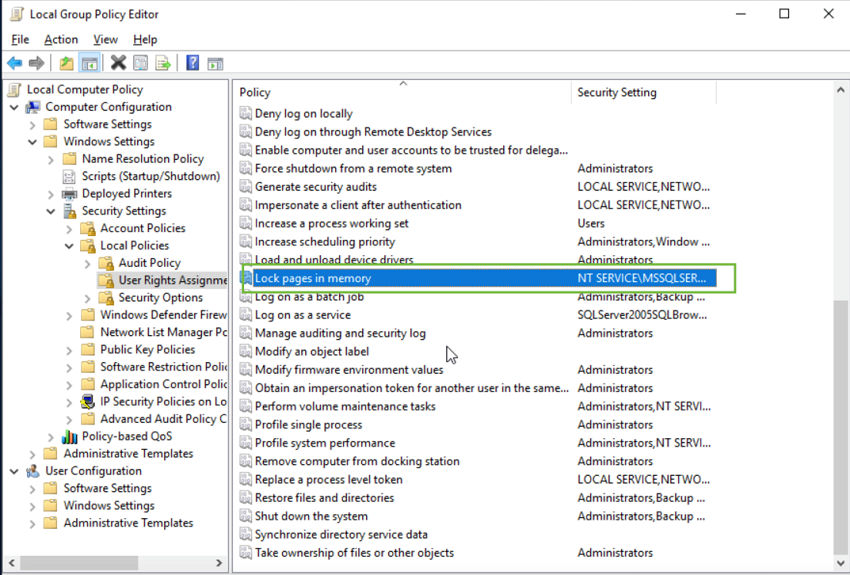 Local Group Policy Editor
File Action View Help
Local Computer Policy
Computer Configuration
Software Settings
Windows Settings
Name Resolution Policy
Scripts (Startup/Shutdown)
Deployed Printers
Security Settings
Account Policies
Local Policies
Audit Policy
User Rights Assignme
Security Options
Windows Defender Firew
Network List Manager Po
Public Key Policies
Software Restriction Polic
Application Control Polic
IP Security Policies on Lo
Advanced Audit Policy C
Policy-based QoS
Administrative Templates
User Configuration
Software Settings
Windows Settings
Administrative Templates
Policy Security Setting
Deny log on locally
Deny log on through Remote Desktop Services
Enable computer and user accounts to be trusted for delega...
Force shutdown from a remote system Administrators
Generate security audits LOCAL SERVICE,NETWO...
Impersonate a client after authentication LOCAL SERVICE,NETWO...
Increase a process working set Users
Increase scheduling priority Administrators,Window ...
Load and unload device drivers Administrators
Lock pages in memory NT SERVICE\MSSQLSER...
Log on as a batch job Administrators,Backup ...
Log on as a service SQLServer2005SQLBrow...
Manage auditing and security log Administrators
Modify an object label
Modify firmware environment values Administrators
Obtain an impersonation token for another user in the same... Administrators
Perform volume maintenance tasks Administrators,NT SERVI...
Profile single process Administrators
Profile system performance Administrators,NT SERVI...
Remove computer from docking station Administrators
Replace a process level token LOCAL SERVICE,NETWO...
Restore files and directories Administrators,Backup ...
Shut down the system Administrators,Backup ...
Synchronize directory service data
Take ownership of files or other objects Administrators